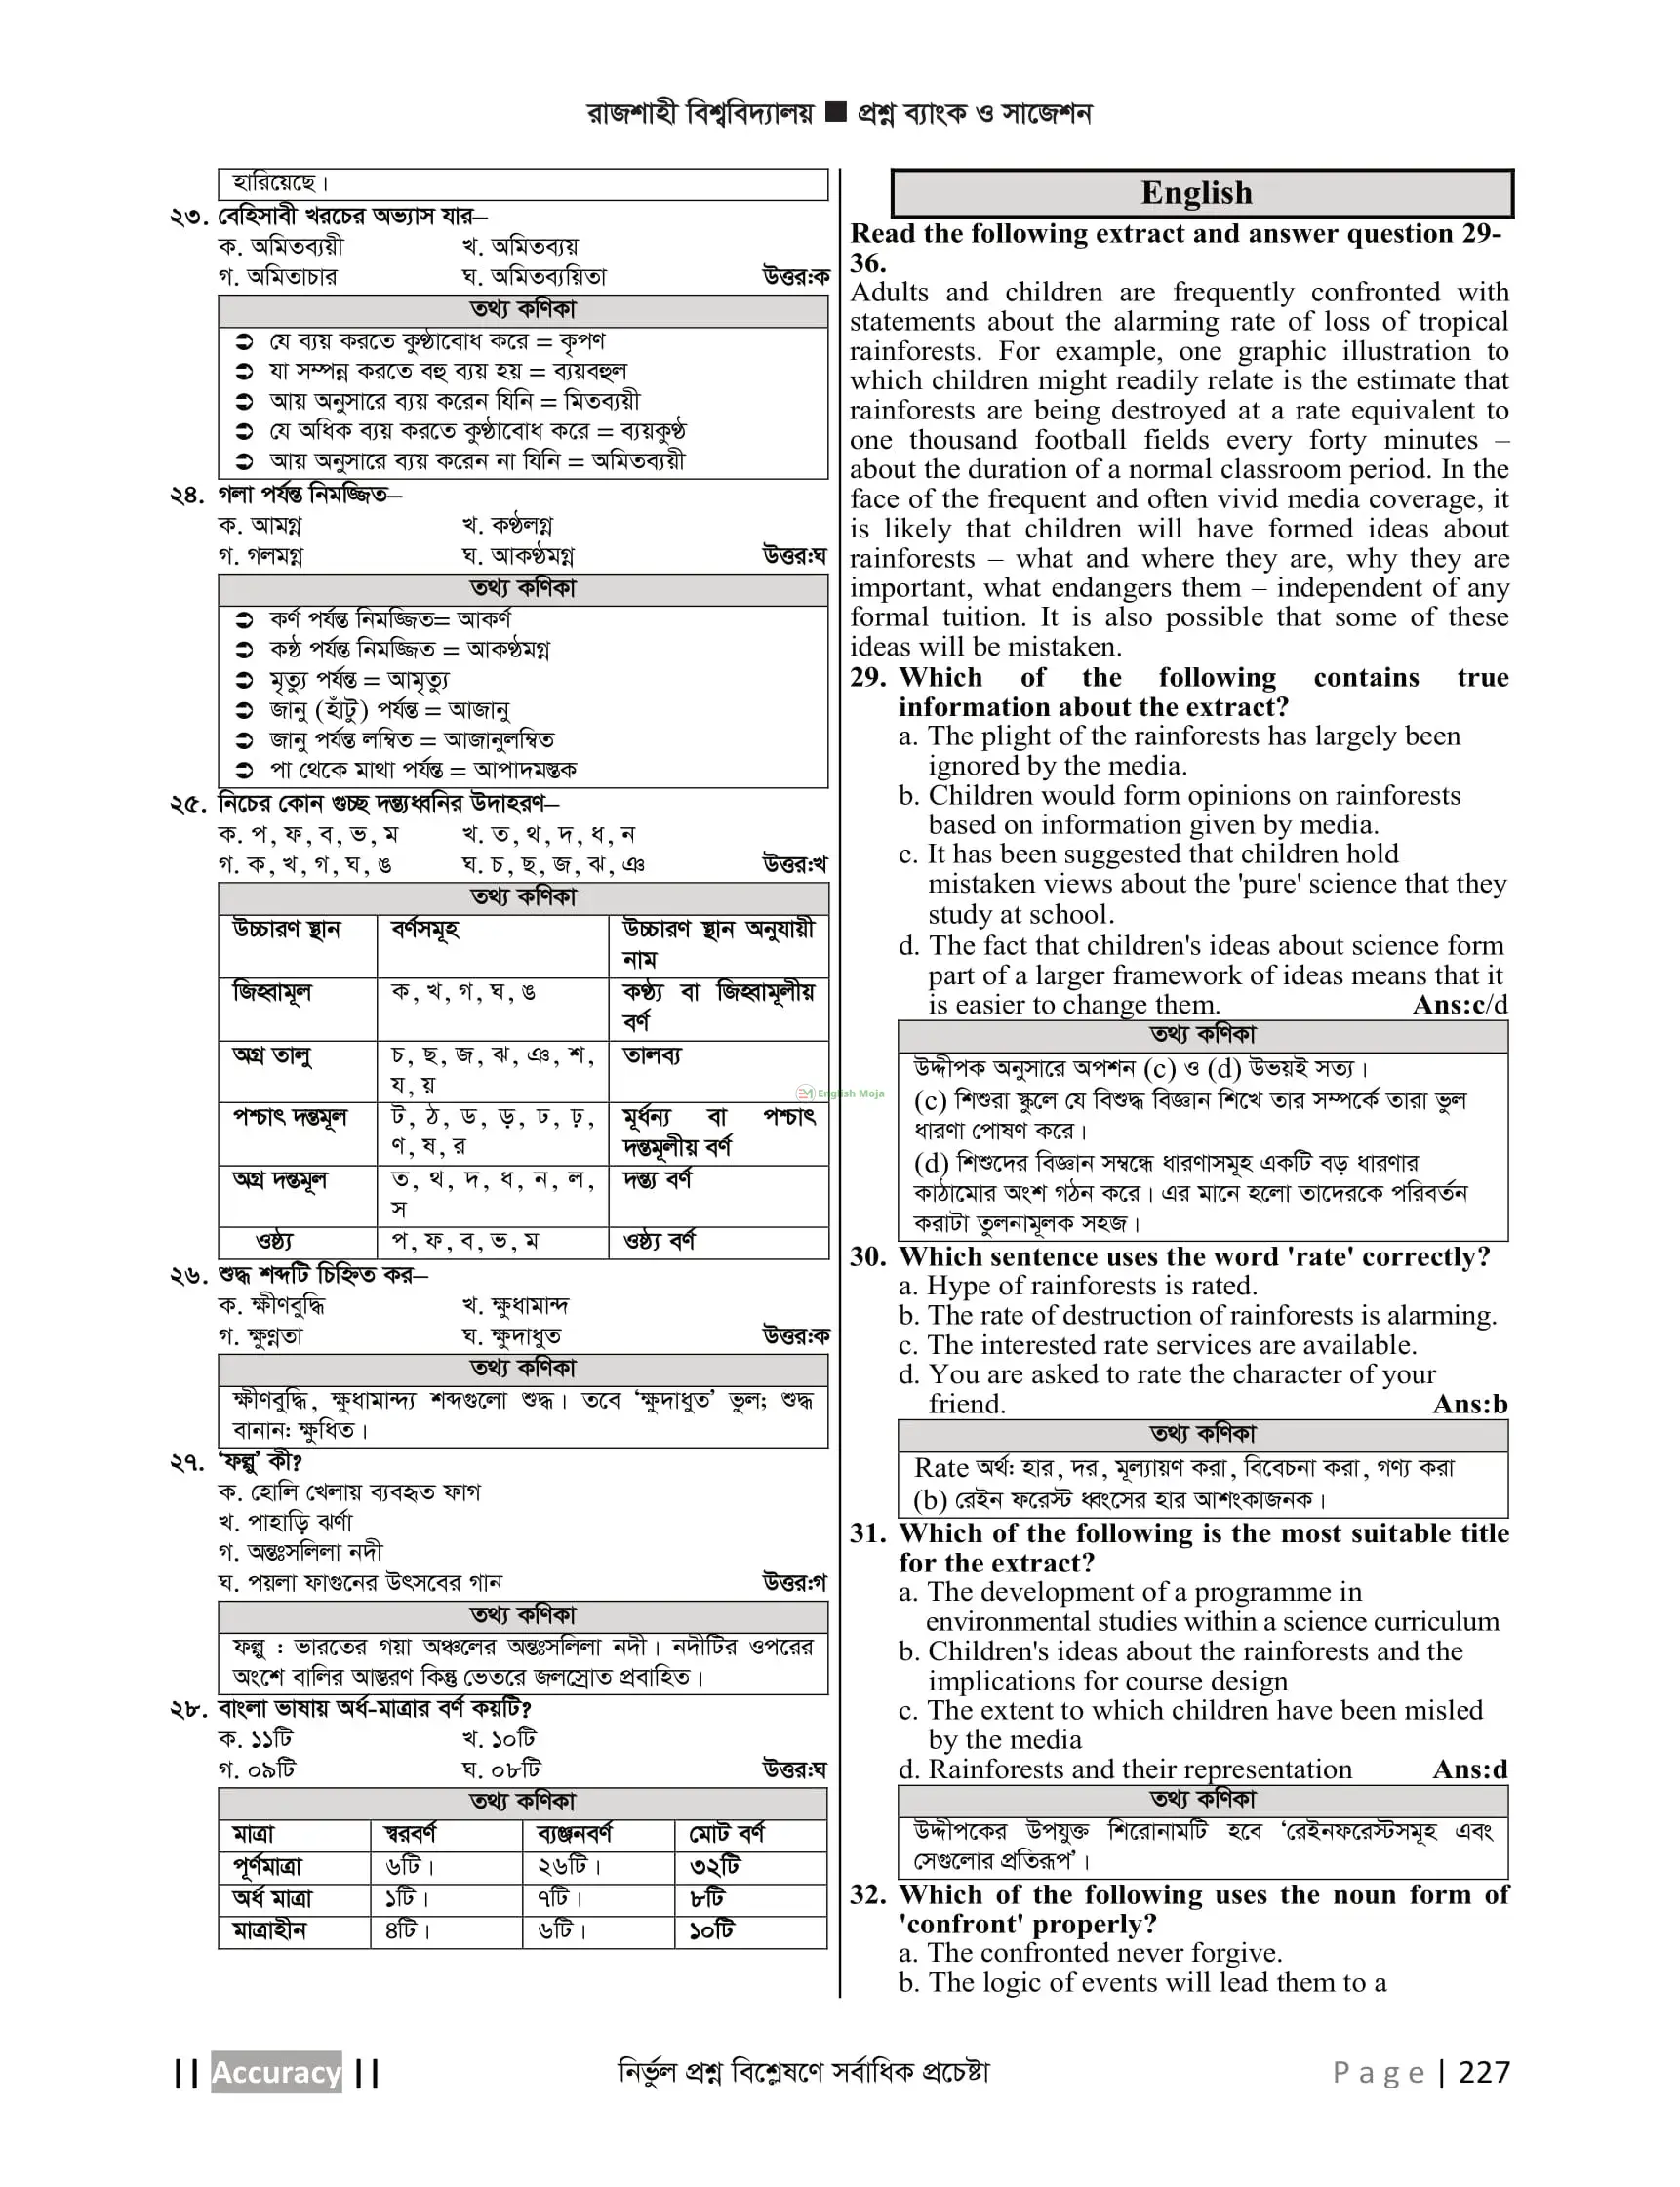 রাজশাহী বিশ্ববিদ্যালয় ■ প্রশ্ন ব্যাংক ও সাজেশন
হারিয়েছে।
২৩. বেহিসাবী খরচের অভ্যাস যার–
ক. অমিতব্যয়ী খ. অমিতব্যয়
গ. অমিতাচার ঘ. অমিতব্যয়িতা উত্তর:ক
তথ্য কণিকা
➲ যে ব্যয় করতে কুণ্ঠাবোধ করে = কৃপণ
➲ যা সম্পন্ন করতে বহু ব্যয় হয় = ব্যয়বহুল
➲ আয় অনুসারে ব্যয় করেন যিনি = মিতব্যয়ী
➲ যে অধিক ব্যয় করতে কুণ্ঠাবোধ করে = ব্যয়কুণ্ঠ
➲ আয় অনুসারে ব্যয় করেন না যিনি = অমিতব্যয়ী
২৪. গলা পর্যন্ত নিমজ্জিত–
ক. আমগ্ন খ. কণ্ঠলগ্ন
গ. গলমগ্ন ঘ. আকণ্ঠমগ্ন উত্তর:ঘ
তথ্য কণিকা
➲ কর্ণ পর্যন্ত নিমজ্জিত= আকর্ণ
➲ কন্ঠ পর্যন্ত নিমজ্জিত = আকণ্ঠমগ্ন
➲ মৃত্যু পর্যন্ত = আমৃত্যু
➲ জানু (হাঁটু) পর্যন্ত = আজানু
➲ জানু পর্যন্ত লম্বিত = আজানুলম্বিত
➲ পা থেকে মাথা পর্যন্ত = আপাদমস্তক
২৫. নিচের কোন গুচ্ছ দন্ত্যধ্বনির উদাহরণ–
ক. প, ফ, ব, ভ, ম খ. ত, থ, দ, ধ, ন
গ. ক, খ, গ, ঘ, ঙ ঘ. চ, ছ, জ, ঝ, ঞ উত্তর:খ
তথ্য কণিকা
উচ্চারণ স্থান বর্ণসমূহ উচ্চারণ স্থান অনুযায়ী
নাম
জিহ্বামূল ক, খ, গ, ঘ, ঙ কণ্ঠ্য বা জিহ্বামূলীয়
বর্ণ
অগ্র তালু চ, ছ, জ, ঝ, ঞ, শ, তালব্য
য, য়
পশ্চাৎ দন্তমূল ট, ঠ, ড, ড়, ঢ, ঢ়, মূর্ধন্য বা পশ্চাৎ
ণ, ষ, র দন্তমূলীয় বর্ণ
অগ্র দন্তমূল ত, থ, দ, ধ, ন, ল, দন্ত্য বর্ণ
স
ওষ্ঠ্য প, ফ, ব, ভ, ম ওষ্ঠ্য বর্ণ
২৬. শুদ্ধ শব্দটি চিহ্নিত কর–
ক. ক্ষীণবুদ্ধি খ. ক্ষুধামান্দ
গ. ক্ষুণ্নতা ঘ. ক্ষুদাধুত উত্তর:ক
তথ্য কণিকা
ক্ষীণবুদ্ধি, ক্ষুধামান্দ্য শব্দগুলো শুদ্ধ। তবে ‘ক্ষুদাধুত’ ভুল; শুদ্ধ
বানান: ক্ষুধিত।
২৭. ‘ফল্গু’ কী?
ক. হোলি খেলায় ব্যবহৃত ফাগ
খ. পাহাড়ি ঝর্ণা
গ. অন্তঃসলিলা নদী
ঘ. পয়লা ফাগুনের উৎসবের গান উত্তর:গ
তথ্য কণিকা
ফল্গু : ভারতের গয়া অঞ্চলের অন্তঃসলিলা নদী। নদীটির ওপরের
অংশে বালির আস্তরণ কিন্তু ভেতরে জলস্রোত প্রবাহিত।
২৮. বাংলা ভাষায় অর্ধ-মাত্রার বর্ণ কয়টি?
ক. ১১টি খ. ১০টি
গ. ০৯টি ঘ. ০৮টি উত্তর:ঘ
তথ্য কণিকা
মাত্রা স্বরবর্ণ ব্যঞ্জনবর্ণ মোট বর্ণ
পূর্ণমাত্রা ৬টি। ২৬টি। ৩২টি
অর্ধ মাত্রা ১টি। ৭টি। ৮টি
মাত্রাহীন ৪টি। ৬টি। ১০টি
English
Read the following extract and answer question 29-
36.
Adults and children are frequently confronted with
statements about the alarming rate of loss of tropical
rainforests. For example, one graphic illustration to
which children might readily relate is the estimate that
rainforests are being destroyed at a rate equivalent to
one thousand football fields every forty minutes –
about the duration of a normal classroom period. In the
face of the frequent and often vivid media coverage, it
is likely that children will have formed ideas about
rainforests – what and where they are, why they are
important, what endangers them – independent of any
formal tuition. It is also possible that some of these
ideas will be mistaken.
29. Which of the following contains true
information about the extract?
a. The plight of the rainforests has largely been
ignored by the media.
b. Children would form opinions on rainforests
based on information given by media.
c. It has been suggested that children hold
mistaken views about the 'pure' science that they
study at school.
d. The fact that children's ideas about science form
part of a larger framework of ideas means that it
is easier to change them. Ans:c/d
তথ্য কণিকা
উদ্দীপক অনুসারে অপশন (c) ও (d) উভয়ই সত্য।
(c) শিশুরা স্কুলে যে বিশুদ্ধ বিজ্ঞান শিখে তার সম্পর্কে তারা ভুল
ধারণা পোষণ করে।
(d) শিশুদের বিজ্ঞান সম্বন্ধে ধারণাসমূহ একটি বড় ধারণার
কাঠামোর অংশ গঠন করে। এর মানে হলো তাদেরকে পরিবর্তন
করাটা তুলনামূলক সহজ।
30. Which sentence uses the word 'rate' correctly?
a. Hype of rainforests is rated.
b. The rate of destruction of rainforests is alarming.
c. The interested rate services are available.
d. You are asked to rate the character of your
friend. Ans:b
তথ্য কণিকা
Rate অর্থ: হার, দর, মূল্যায়ণ করা, বিবেচনা করা, গণ্য করা
(b) রেইন ফরেস্ট ধ্বংসের হার আশংকাজনক।
31. Which of the following is the most suitable title
for the extract?
a. The development of a programme in
environmental studies within a science curriculum
b. Children's ideas about the rainforests and the
implications for course design
c. The extent to which children have been misled
by the media
d. Rainforests and their representation Ans:d
তথ্য কণিকা
উদ্দীপকের উপযুক্ত শিরোনামটি হবে ‘রেইনফরেস্টসমূহ এবং
সেগুলোর প্রতিরূপ’।
32. Which of the following uses the noun form of
'confront' properly?
a. The confronted never forgive.
b. The logic of events will lead them to a
English Moja
|| Accuracy || নির্ভুল প্রশ্ন বিশ্লেষণে সর্বাধিক প্রচেষ্টা Page | 227